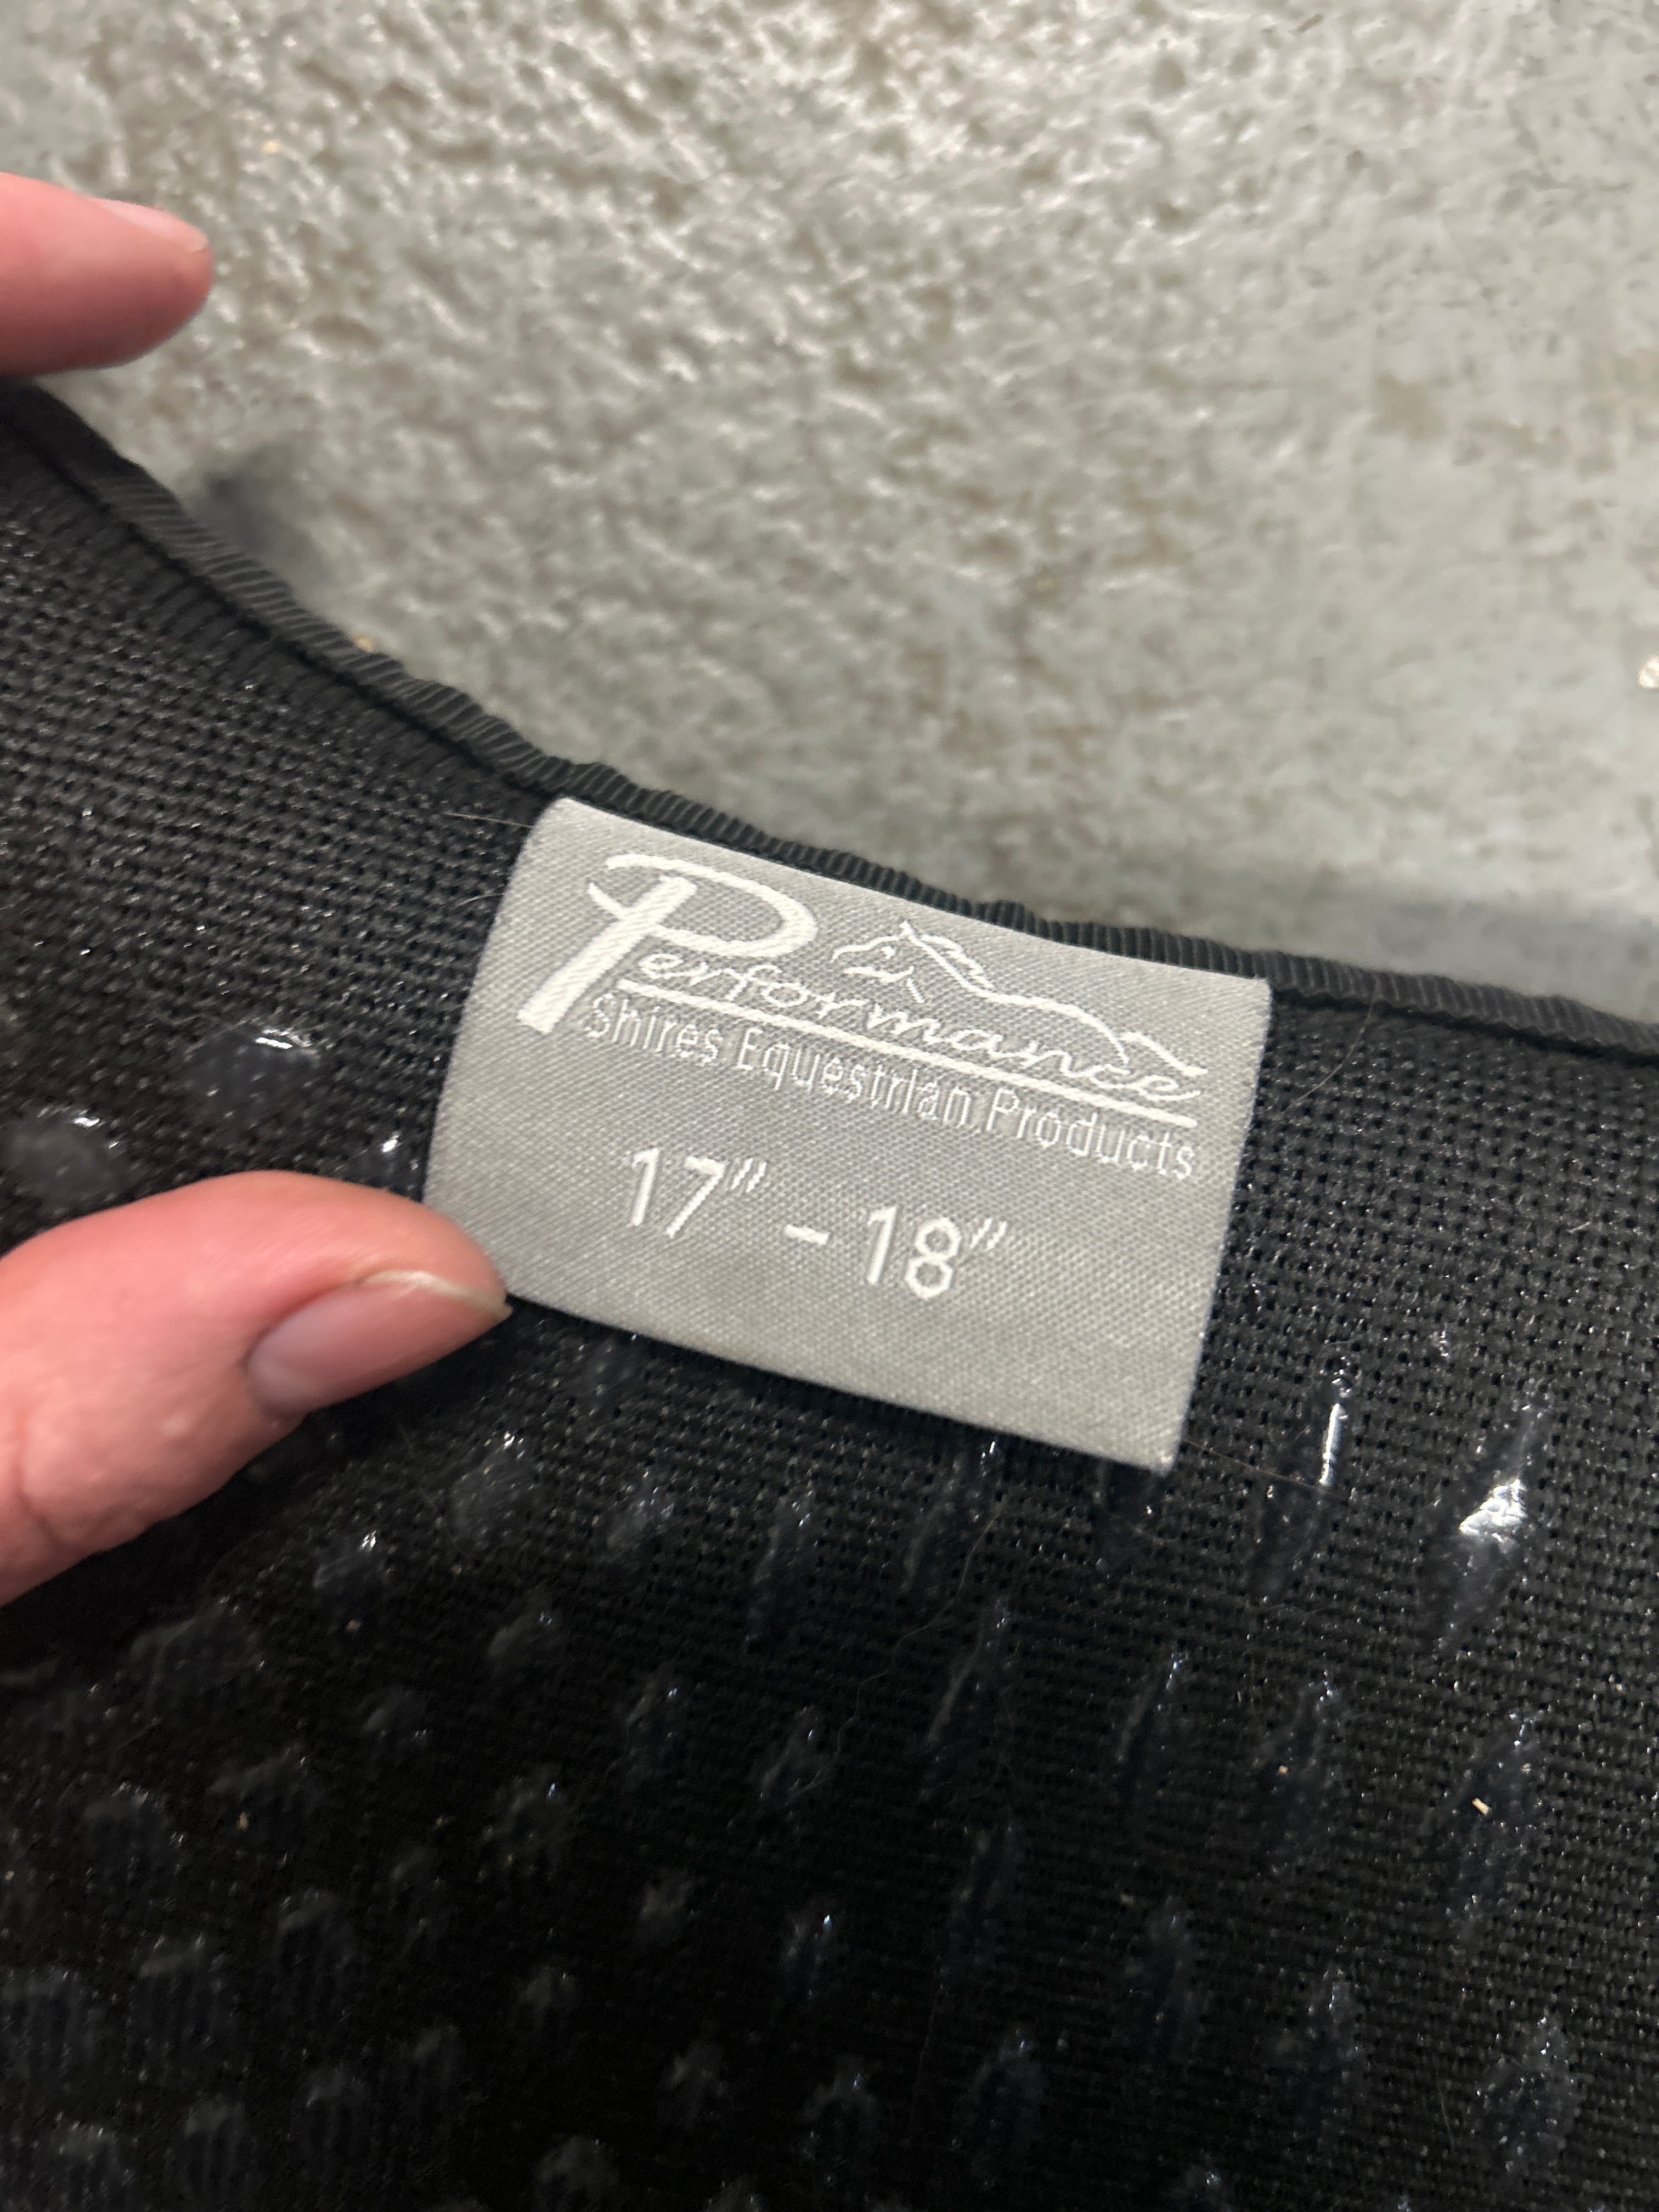 Performance
Shires Equestrian Products
17" - 18"